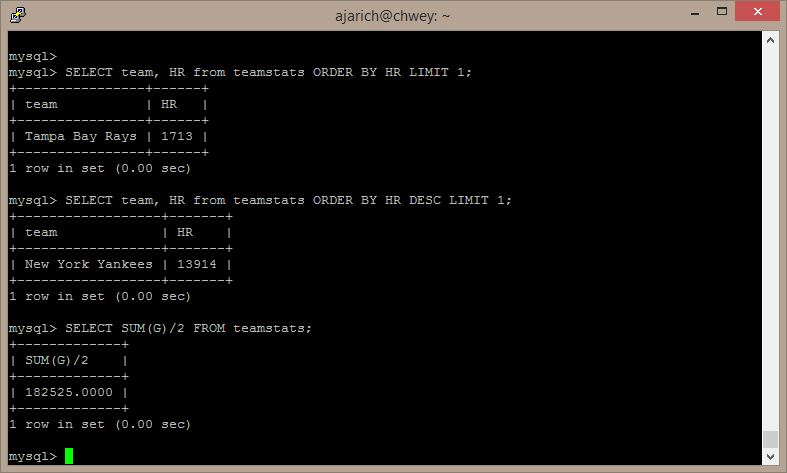 ajarich@chwey: ~
mysql>
mysql> SELECT team, HR from teamstats ORDER BY HR LIMIT 1;
+----------------+------+
| team           | HR   |
+----------------+------+
| Tampa Bay Rays | 1713 |
+----------------+------+
1 row in set (0.00 sec)
mysql> SELECT team, HR from teamstats ORDER BY HR DESC LIMIT 1;
+------------------+-------+
| team             | HR    |
+------------------+-------+
| New York Yankees | 13914 |
+------------------+-------+
1 row in set (0.00 sec)
mysql> SELECT SUM(G)/2 FROM teamstats;
+-------------+
| SUM(G)/2    |
+-------------+
| 182525.0000 |
+-------------+
1 row in set (0.00 sec)
mysql>